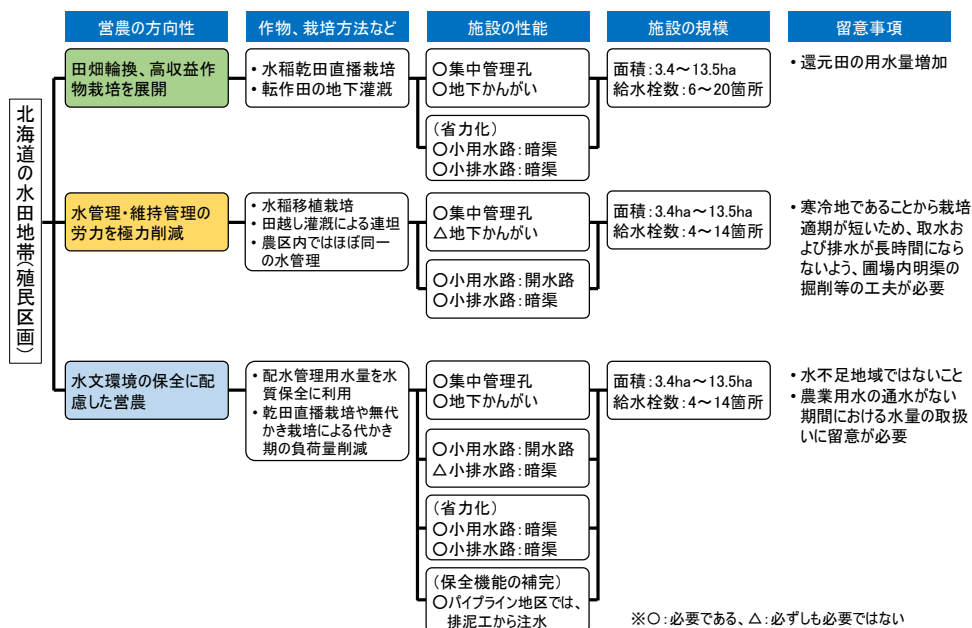 営農の方向性
作物、栽培方法など
施設の性能
施設の規模
留意事項
北海道の水田地帯(殖民区画)
田畑輪換、高収益作
物栽培を展開
・水稲乾田直播栽培
・転作田の地下灌漑
○集中管理孔
○地下かんがい
(省力化)
○小用水路:暗渠
○小排水路:暗渠
面積:3.4～13.5ha
給水栓数:6～20箇所
・還元田の用水量増加
水管理・維持管理の
労力を極力削減
・水稲移植栽培
・田越し灌漑による連坦
・農区内ではほぼ同一
の水管理
○集中管理孔
△地下かんがい
○小用水路:開水路
○小排水路:暗渠
面積:3.4ha～13.5ha
給水栓数:4～14箇所
・寒冷地であることから栽培
適期が短いため、取水お
よび排水が長時間になら
ないよう、圃場内明渠の
掘削等の工夫が必要
水文環境の保全に配
慮した営農
・配水管理用水量を水
質保全に利用
・乾田直播栽培や無代
かき栽培による代かき
期の負荷量削減
○集中管理孔
○地下かんがい
○小用水路:開水路
△小排水路:暗渠
(省力化)
○小用水路:暗渠
○小排水路:暗渠
(保全機能の補完)
○パイプライン地区では、
排泥工から注水
面積:3.4ha～13.5ha
給水栓数:4～14箇所
・水不足地域ではないこと
・農業用水の通水がない
期間における水量の取扱
いに留意が必要
※○:必要である、△:必ずしも必要ではない